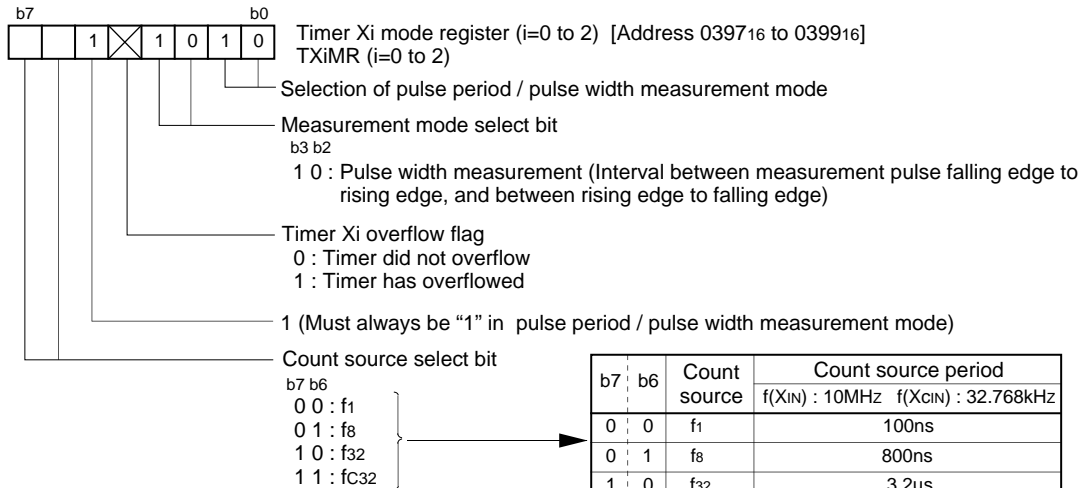 b7 b0
1 1 0 1 0
Timer Xi mode register (i=0 to 2) [Address 039716 to 039916]
TXiMR (i=0 to 2)
Selection of pulse period / pulse width measurement mode
Measurement mode select bit
b3 b2
1 0 : Pulse width measurement (Interval between measurement pulse falling edge to
rising edge, and between rising edge to falling edge)
Timer Xi overflow flag
0 : Timer did not overflow
1 : Timer has overflowed
1 (Must always be “1” in pulse period / pulse width measurement mode)
Count source select bit
b7 b6
0 0 : f1
0 1 : f8
1 0 : f32
1 1 : fC32
b7 b6 Count source Count source period
f(XIN) : 10MHZ f(XCIN) : 32.768kHZ
0 0 f1 100ns
0 1 f8 800ns
1 0 f32 3.2us